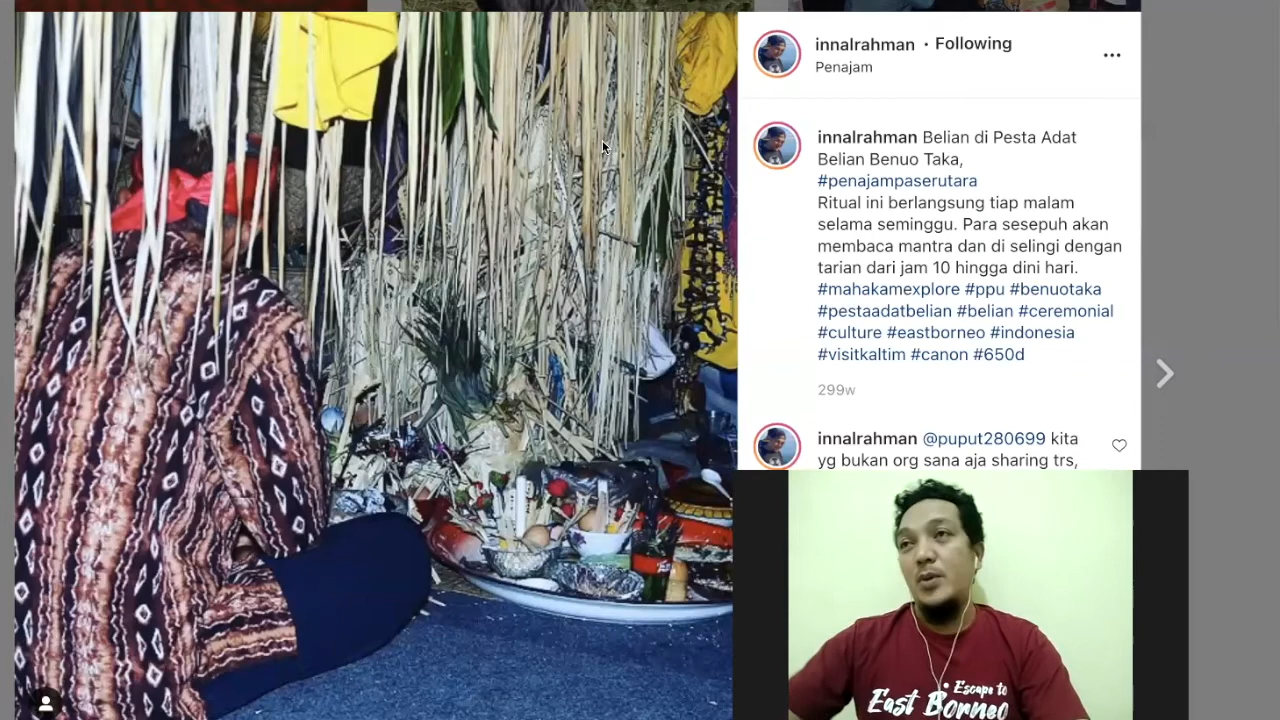 innalrahman • Following
Penajam
innalrahman Belian di Pesta Adat
Belian Benuo Taka,
#penajampaserutara
Ritual ini berlangsung tiap malam
selama seminggu. Para sesepuh akan
membaca mantra dan di selingi dengan
tarian dari jam 10 hingga dini hari.
#mahakamexplore #ppu #benuotaka
#pestaadatbelian #belian #ceremonial
#culture #eastborneo #indonesia
#visitkaltim #canon #650d
299w
innalrahman @puput280699 kita
yg bukan org sana aja sharing trs,
Escape to
East Borneo